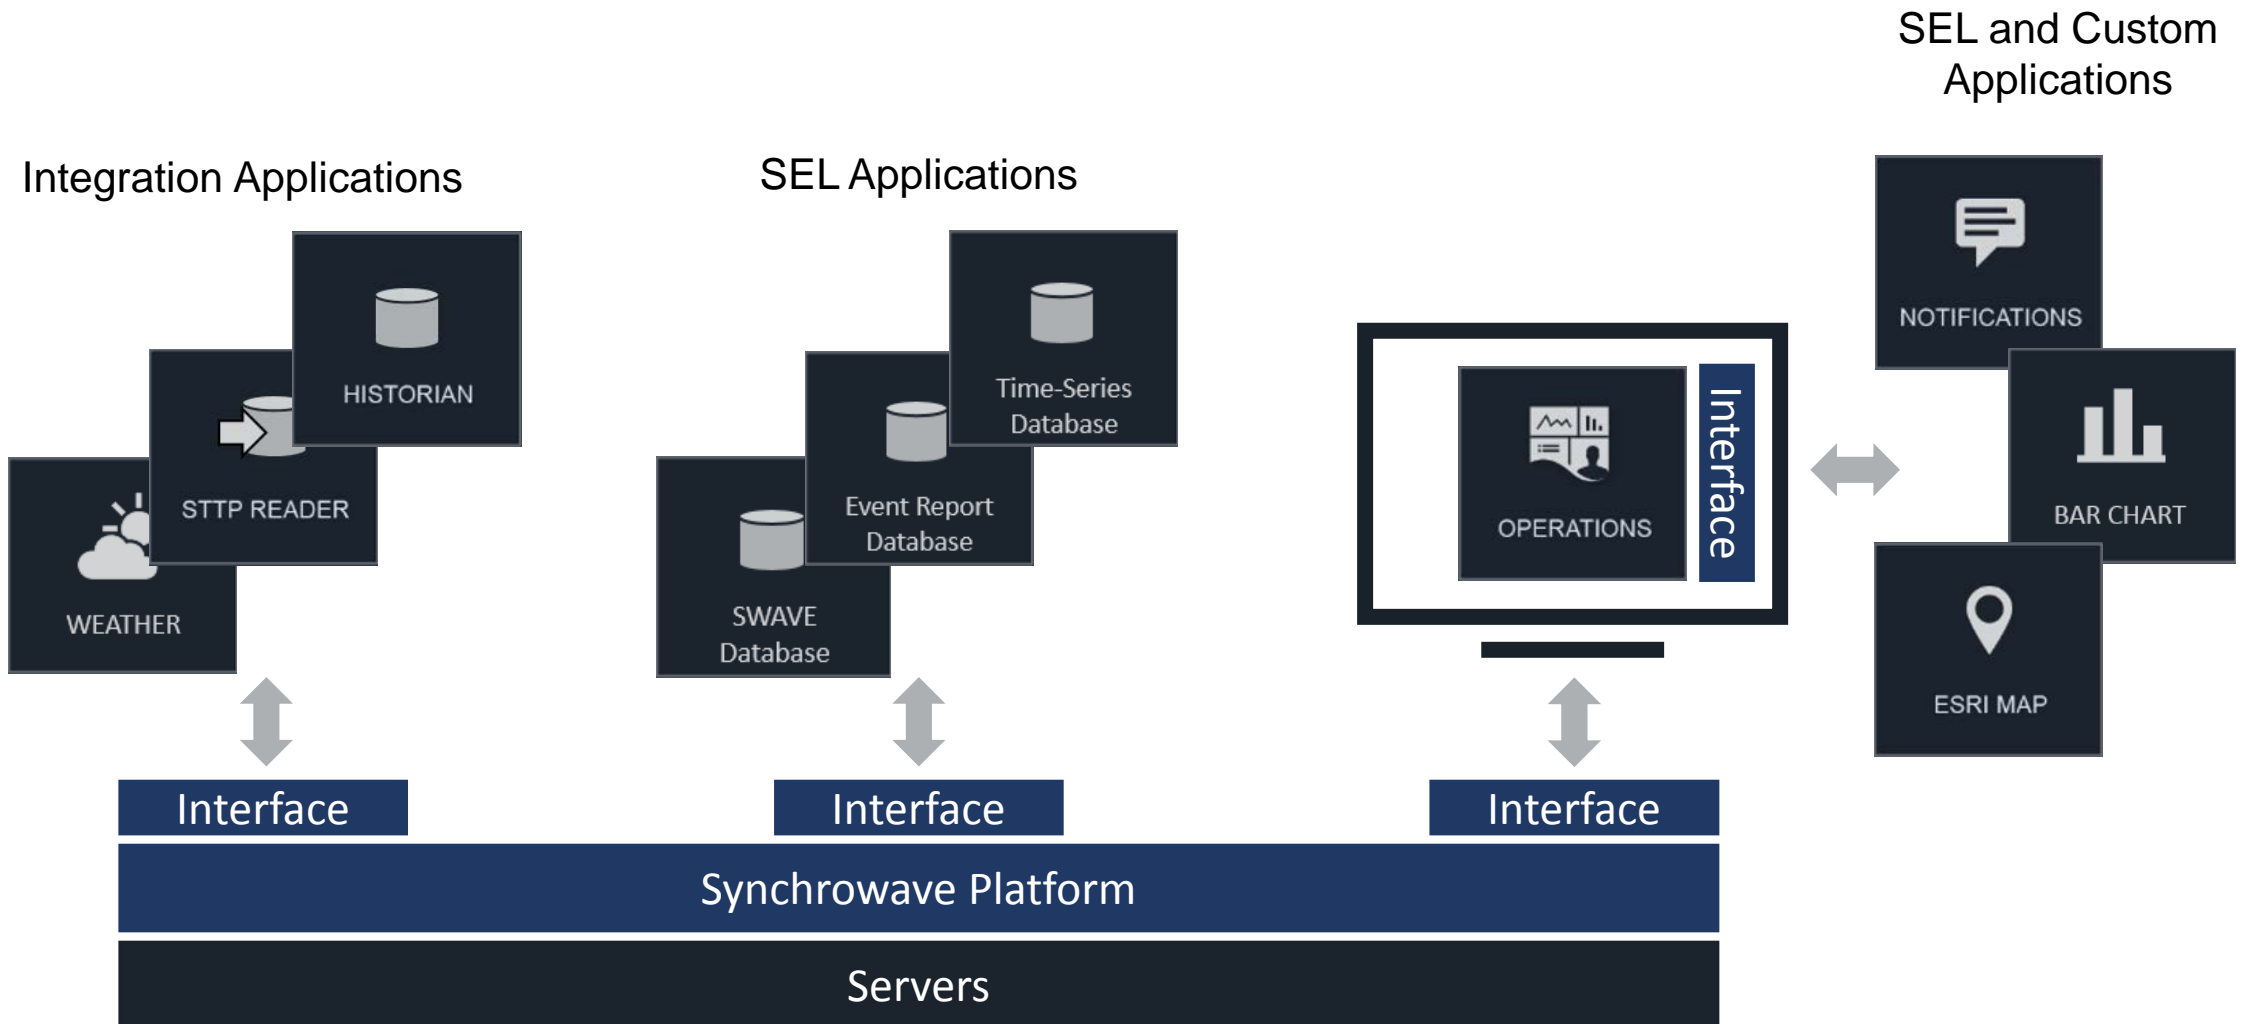 SEL and Custom
Applications
Integration Applications
SEL Applications
HISTORIAN
STTP READER
WEATHER
Time-Series
Database
Event Report
Database
SWAVE
Database
OPERATIONS
Interface
NOTIFICATIONS
BAR CHART
ESRI MAP
Interface
Interface
Interface
Synchrowave Platform
Servers